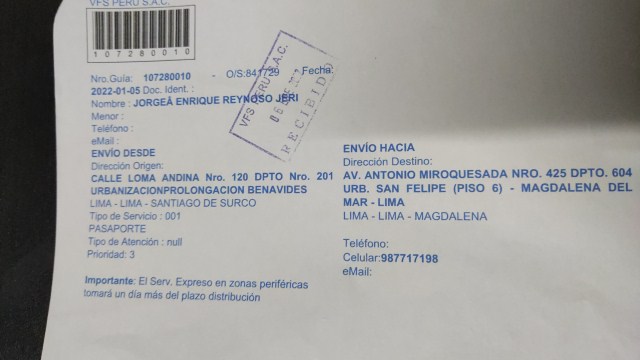 VFS PERU S.A.C.
107280010
Nro.Guía: 107280010 - O/S:841729 Fecha:
2022-01-05 Doc. Ident. :
Nombre : JORGEÂ ENRIQUE REYNOSO JERI
Menor :
Teléfono :
eMail :
ENVÍO DESDE
Dirección Origen:
CALLE LOMA ANDINA Nro. 120 DPTO Nro. 201
URBANIZACIONPROLONGACION BENAVIDES
LIMA - LIMA - SANTIAGO DE SURCO
Tipo de Servicio : 001
PASAPORTE
Tipo de Atención : null
Prioridad: 3
Importante: El Serv. Expreso en zonas periféricas
tomará un día más del plazo distribución
VFS PERU S.A.C.
RECIBIDO
ENVÍO HACIA
Dirección Destino:
AV. ANTONIO MIROQUESADA NRO. 425 DPTO. 604
URB. SAN FELIPE (PISO 6) - MAGDALENA DEL
MAR - LIMA
LIMA - LIMA - MAGDALENA
Teléfono:
Celular:987717198
eMail: